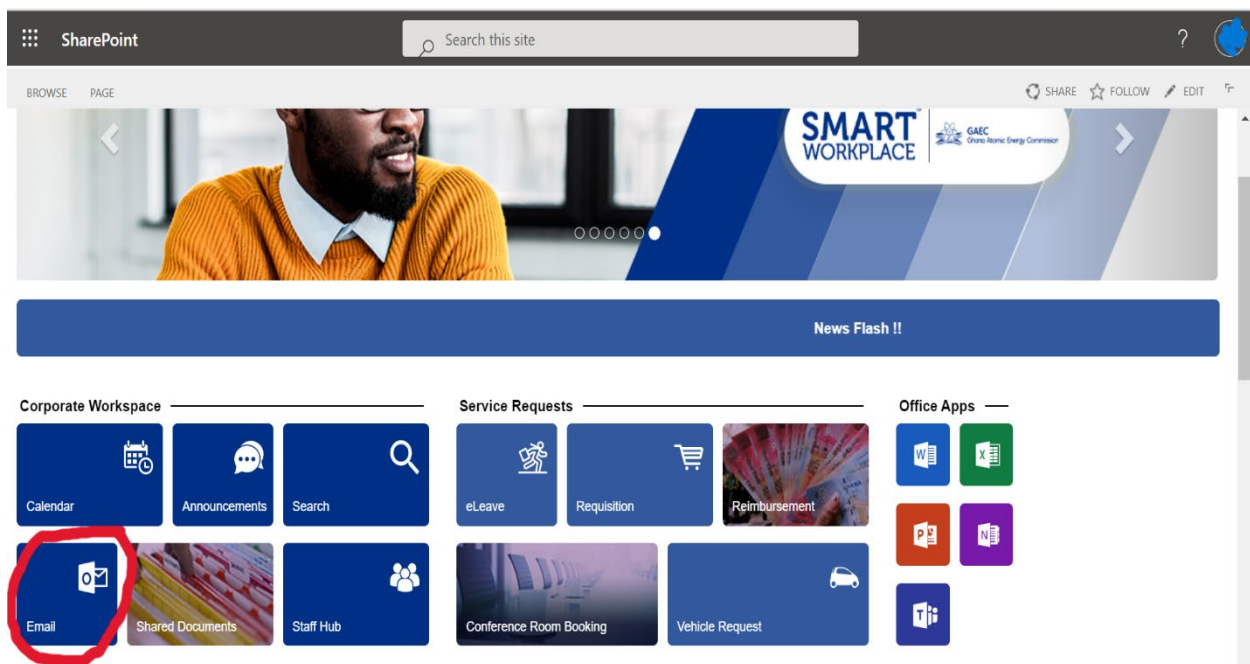 SharePoint
Search this site
?
BROWSE PAGE
SHARE FOLLOW EDIT
SMART
WORKPLACE
GAEC
Ghana Atomic Energy Commission
News Flash !!
Corporate Workspace
Service Requests
Office Apps
Calendar
Announcements
Search
eLeave
Requisition
Reimbursement
Email
Shared Documents
Staff Hub
Conference Room Booking
Vehicle Request